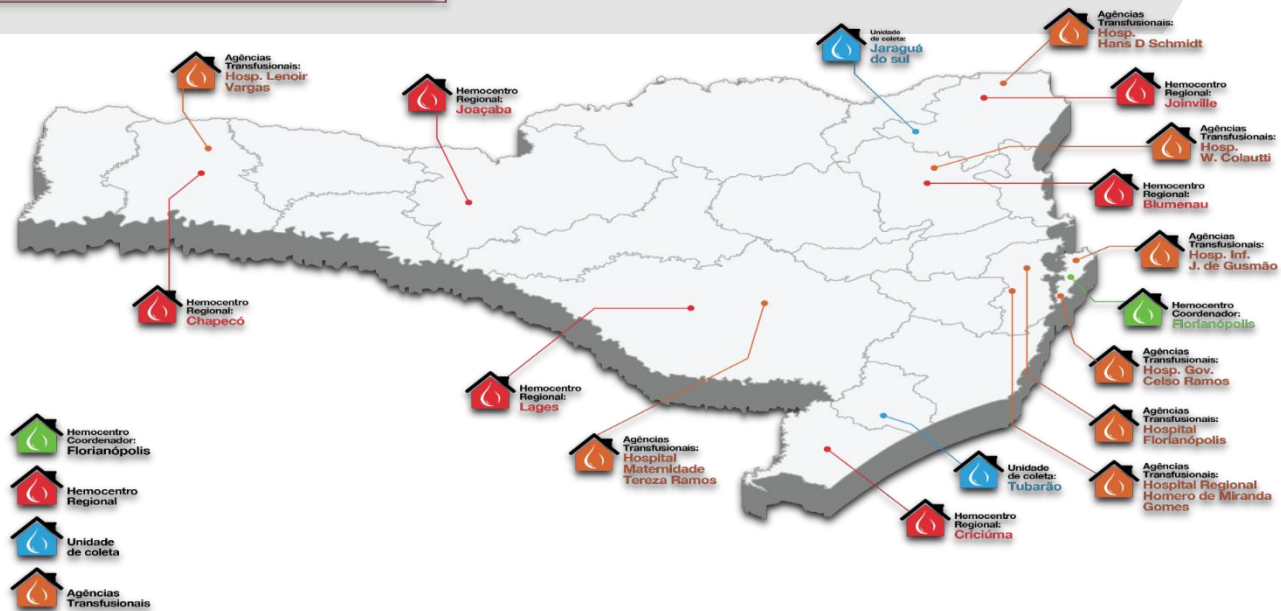 Agências
Transfusionais:
Hosp. Lenoir
Vargas
Hemocentro
Regional:
Joaçaba
Unidade
de coleta:
Jaraguá
do sul
Agências
Transfusionais:
Hosp.
Hans D Schmidt
Hemocentro
Regional:
Joinville
Agências
Transfusionais:
Hosp.
W. Colautti
Hemocentro
Regional:
Blumenau
Agências
Transfusionais:
Hosp. Inf.
J. de Gusmão
Hemocentro
Coordenador:
Florianópolis
Hemocentro
Regional:
Chapecó
Agências
Transfusionais:
Hosp. Gov.
Celso Ramos
Hemocentro
Regional:
Lages
Agências
Transfusionais:
Hospital
Florianópolis
Agências
Transfusionais:
Hospital
Maternidade
Tereza Ramos
Unidade
de coleta:
Tubarão
Agências
Transfusionais:
Hospital Regional
Homero de Miranda
Gomes
Hemocentro
Regional:
Criciúma
Hemocentro
Coordenador:
Florianópolis
Hemocentro
Regional
Unidade
de coleta
Agências
Transfusionais